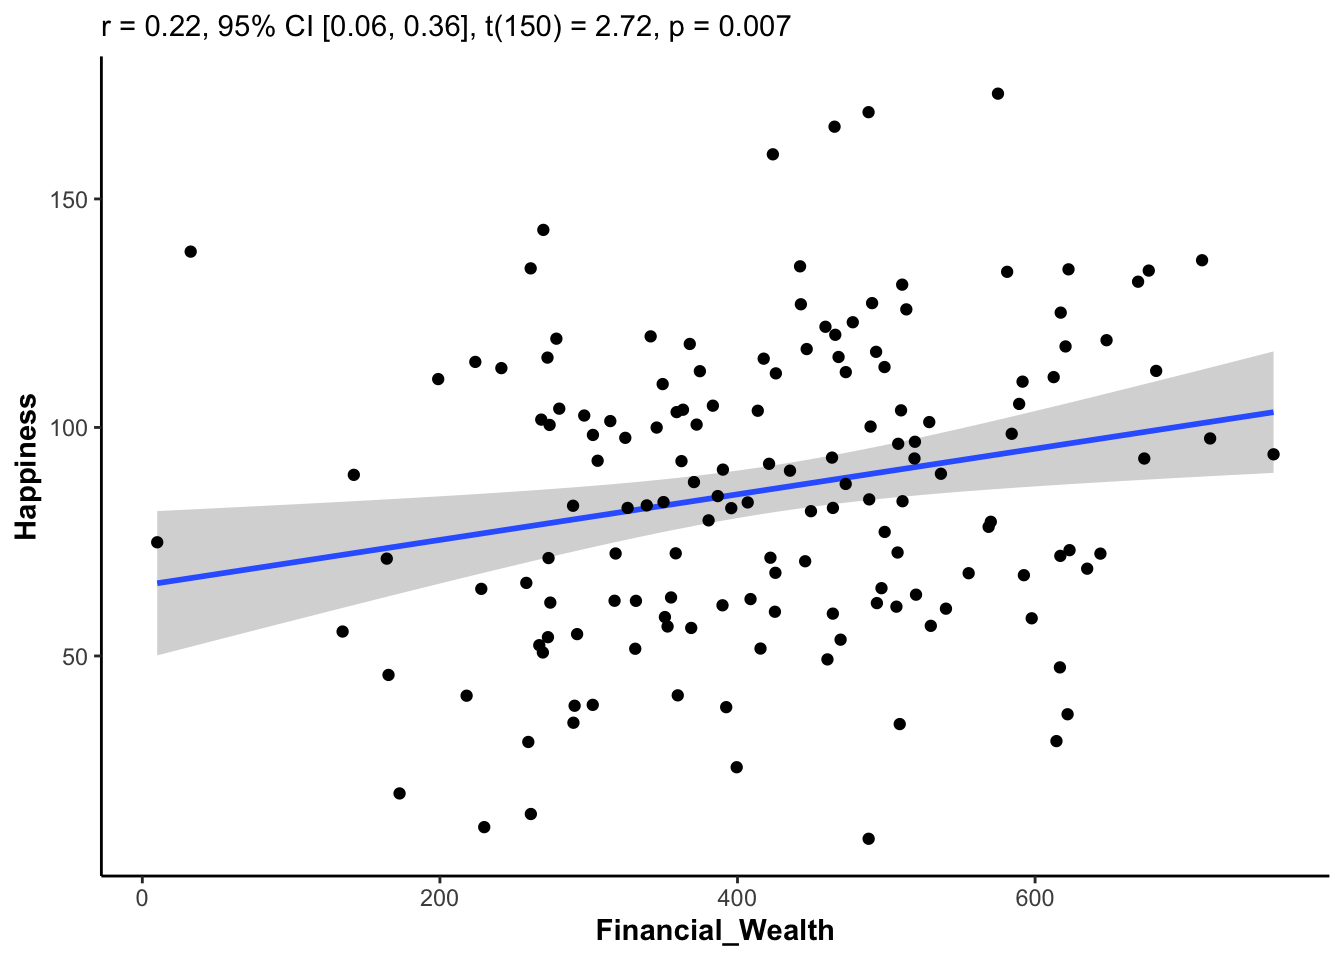 r = 0.22, 95% CI [0.06, 0.36], t(150) = 2.72, p = 0.007
150
100
50
Happiness
0 200 400 600
Financial_Wealth